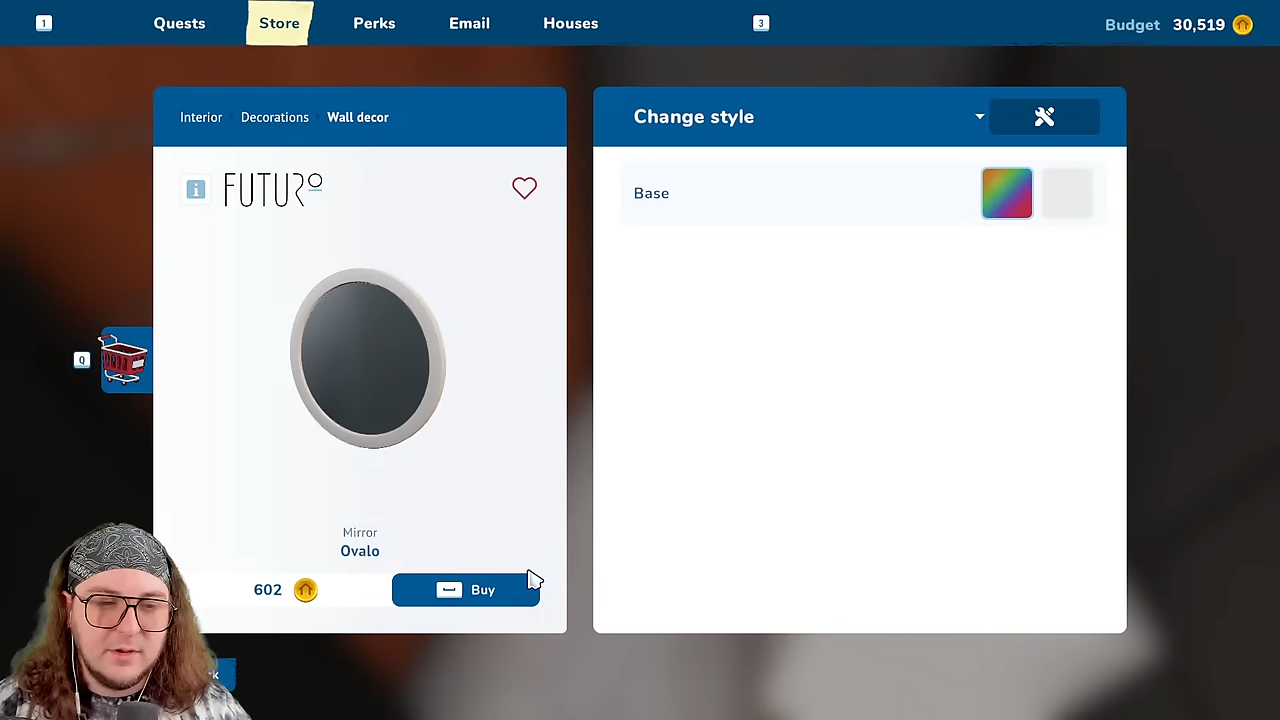 1 Quests Store Perks Email Houses 3 Budget 30,519
Interior Decorations Wall decor
Change style
i FUTURO
Base
Q
Mirror
Ovalo
602 Buy